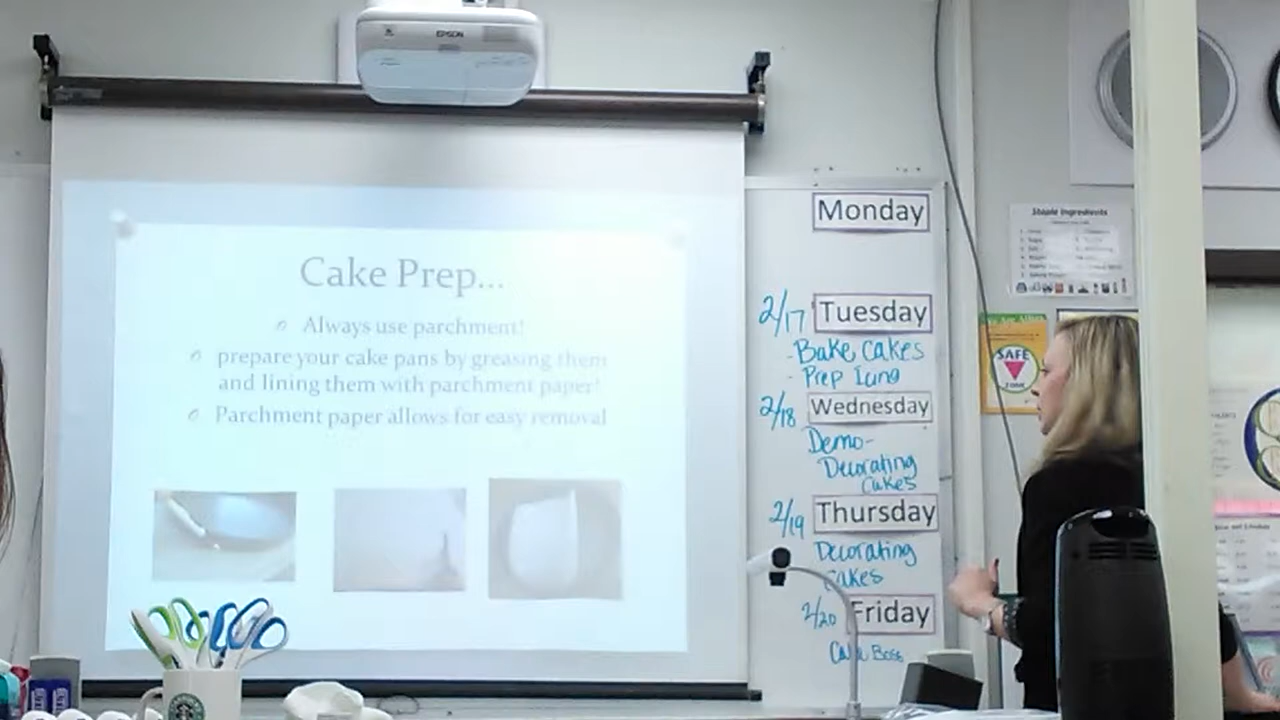 EPSON
Cake Prep...
Always use parchment!
prepare your cake pans by greasing them
and lining them with parchment paper!
Parchment paper allows for easy removal
Monday
2/17 Tuesday
- Bake Cakes
- Prep Icing
2/18 Wednesday
Demo-
Decorating
Cakes
2/19 Thursday
Decorating
Cakes
2/20 Friday
Cake Boss
Staple Ingredients
SAFE
ZONE